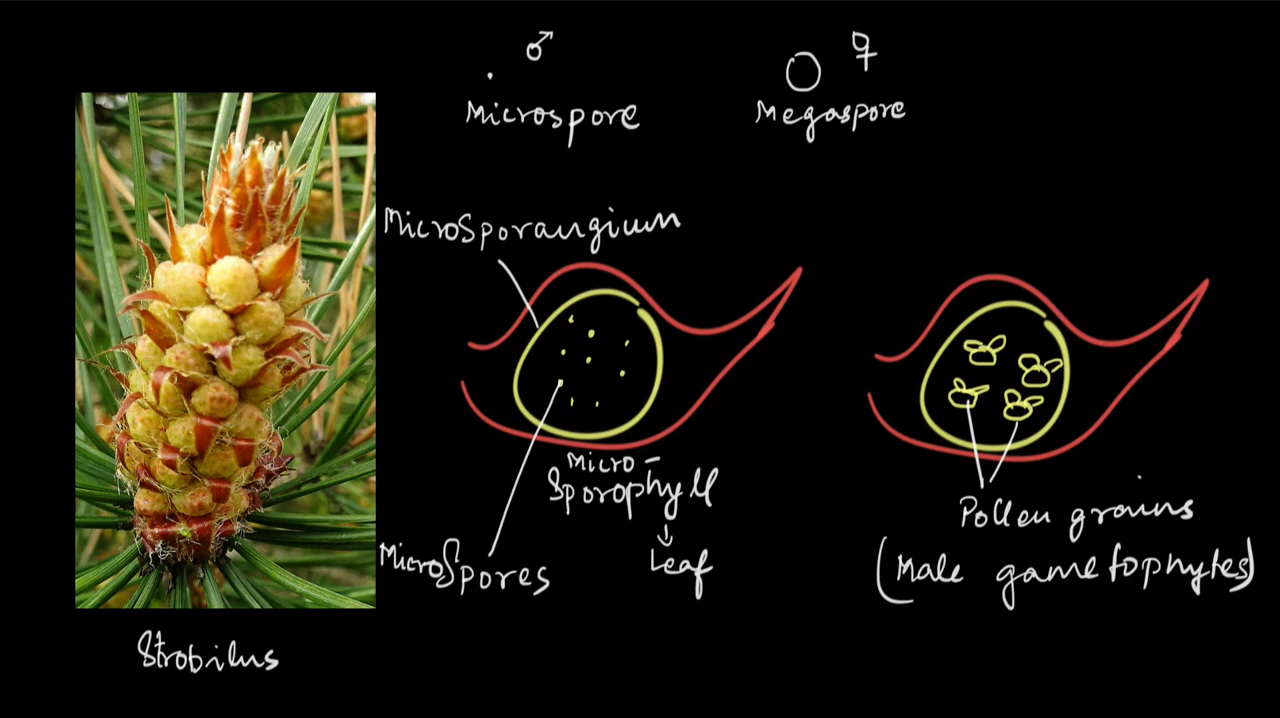 ♂
♀
Microspore
Megaspore
MicroSporangium
Micro-
Sporophyll
↓
Leaf
MicroSpores
Pollen grains
(Male gametophytes)
Strobilus